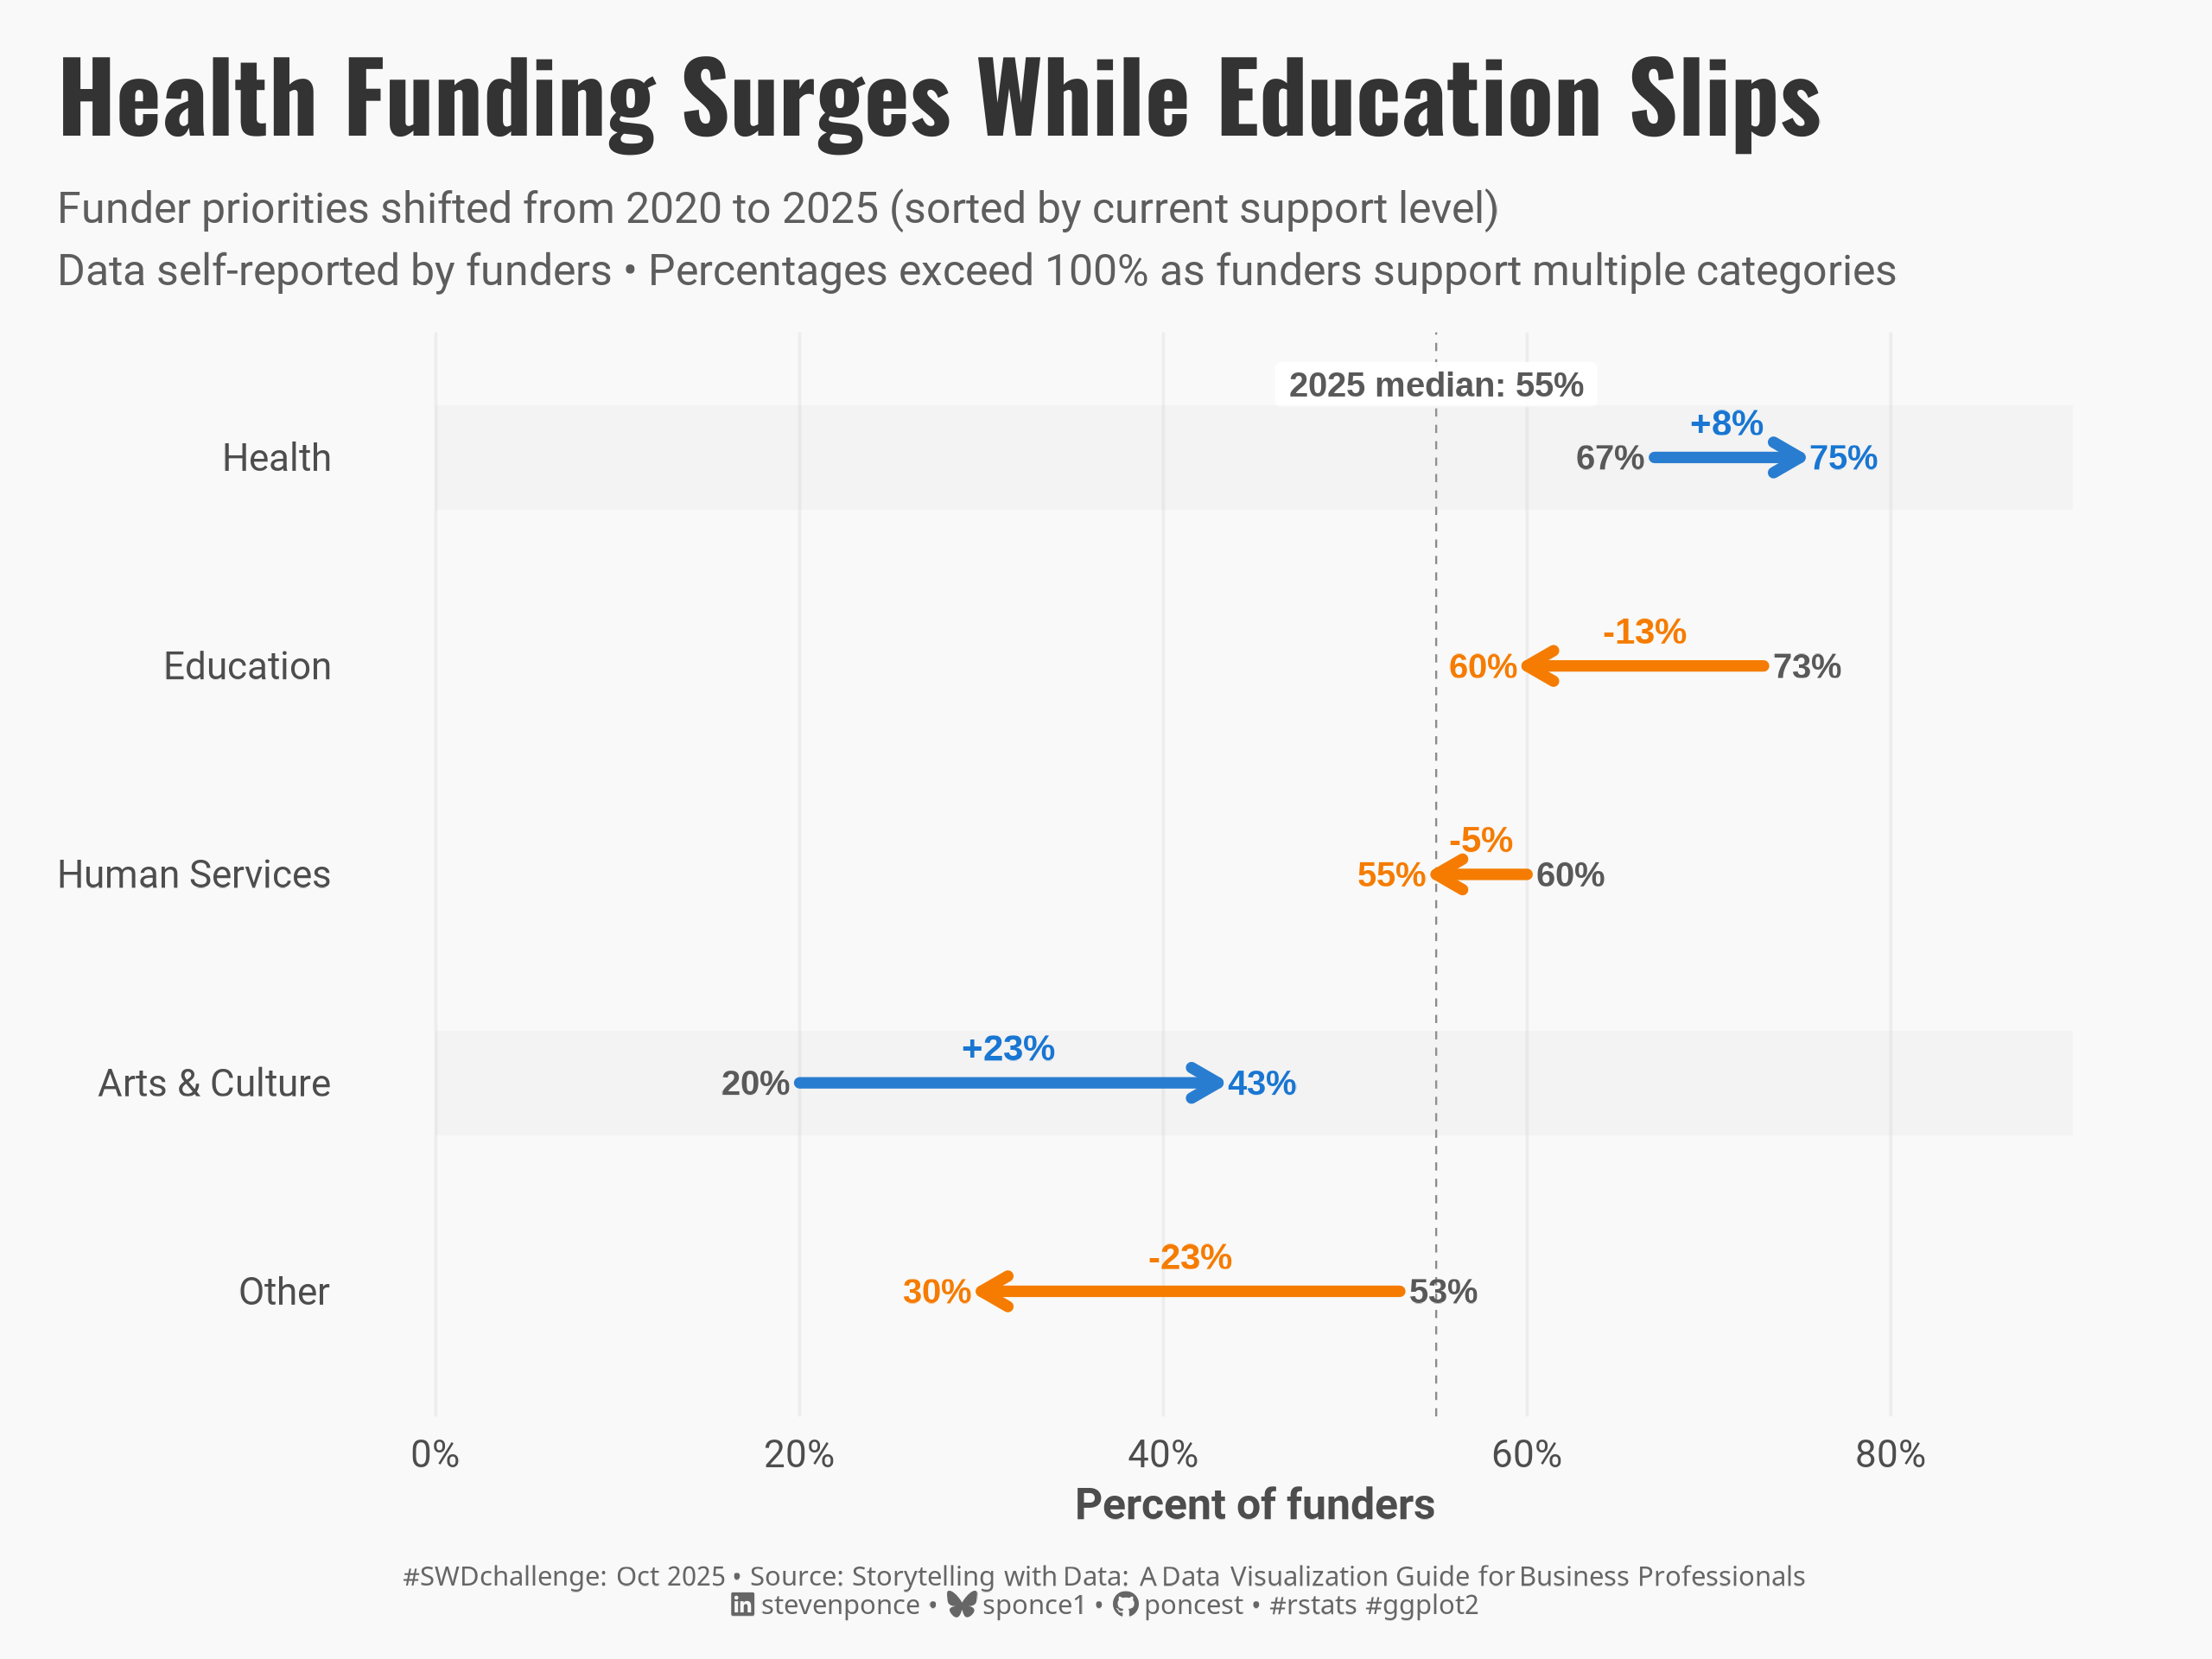 Health Funding Surges While Education Slips
Funder priorities shifted from 2020 to 2025 (sorted by current support level)
Data self-reported by funders • Percentages exceed 100% as funders support multiple categories
2025 median: 55%
+8%
Health 67% 75%
-13%
Education 60% 73%
-5%
Human Services 55% 60%
+23%
Arts & Culture 20% 43%
-23%
Other 30% 53%
0% 20% 40% 60% 80%
Percent of funders
#SWDchallenge: Oct 2025 • Source: Storytelling with Data: A Data Visualization Guide for Business Professionals
stevenponce • sponce1 • poncest • #rstats #ggplot2